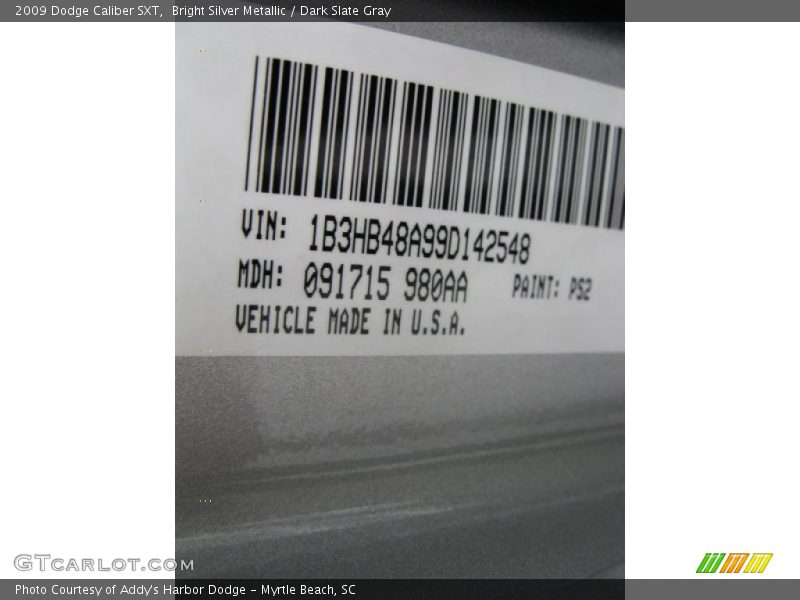 2009 Dodge Caliber SXT,  Bright Silver Metallic / Dark Slate Gray
VIN: 1B3HB48A99D142548
MDH: 091715 980AA PAINT: PS2
VEHICLE MADE IN U.S.A.
GTCARLOT.COM
Photo Courtesy of Addy's Harbor Dodge - Myrtle Beach, SC